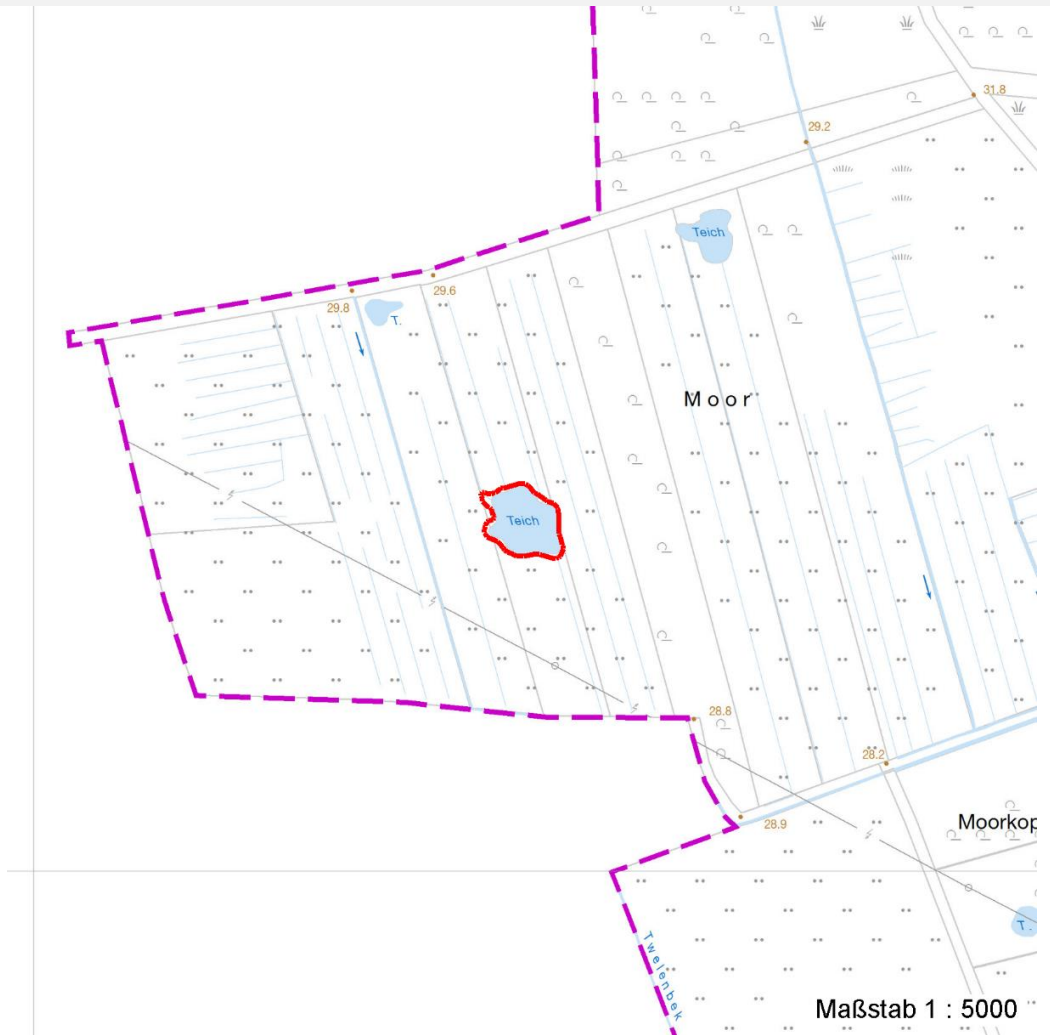 31.8
29.2
Teich
29.6
29.8
T.
Moor
Teich
28.8
28.2
28.9
Moorkop
T.
Twelenbek
Maßstab 1 : 5000